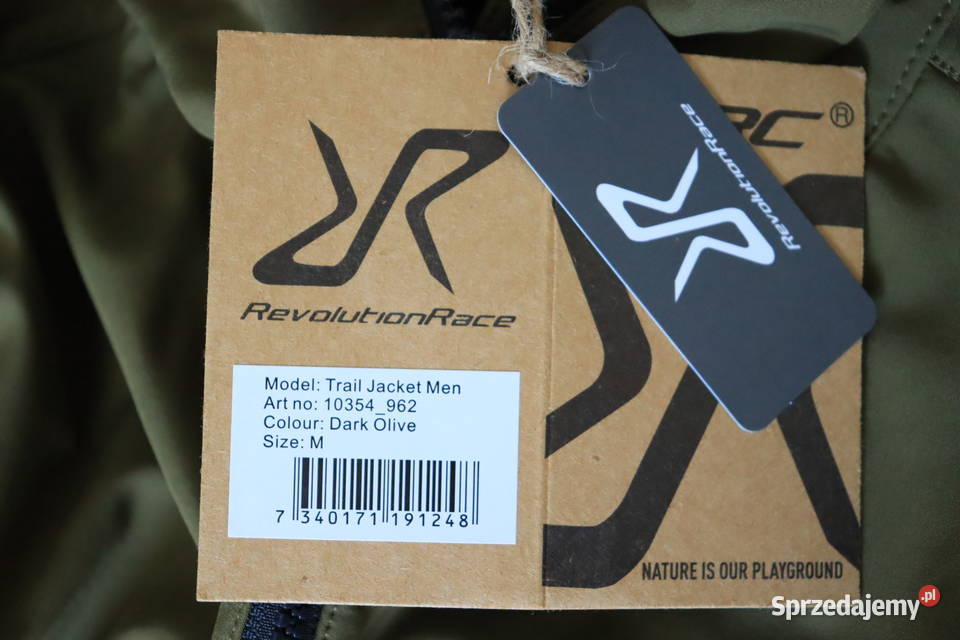 RevolutionRace
Model: Trail Jacket Men
Art no: 10354_962
Colour: Dark Olive
Size: M
7 340171 191248
RevolutionRace
®
NATURE IS OUR PLAYGROUND
Sprzedajemy.pl